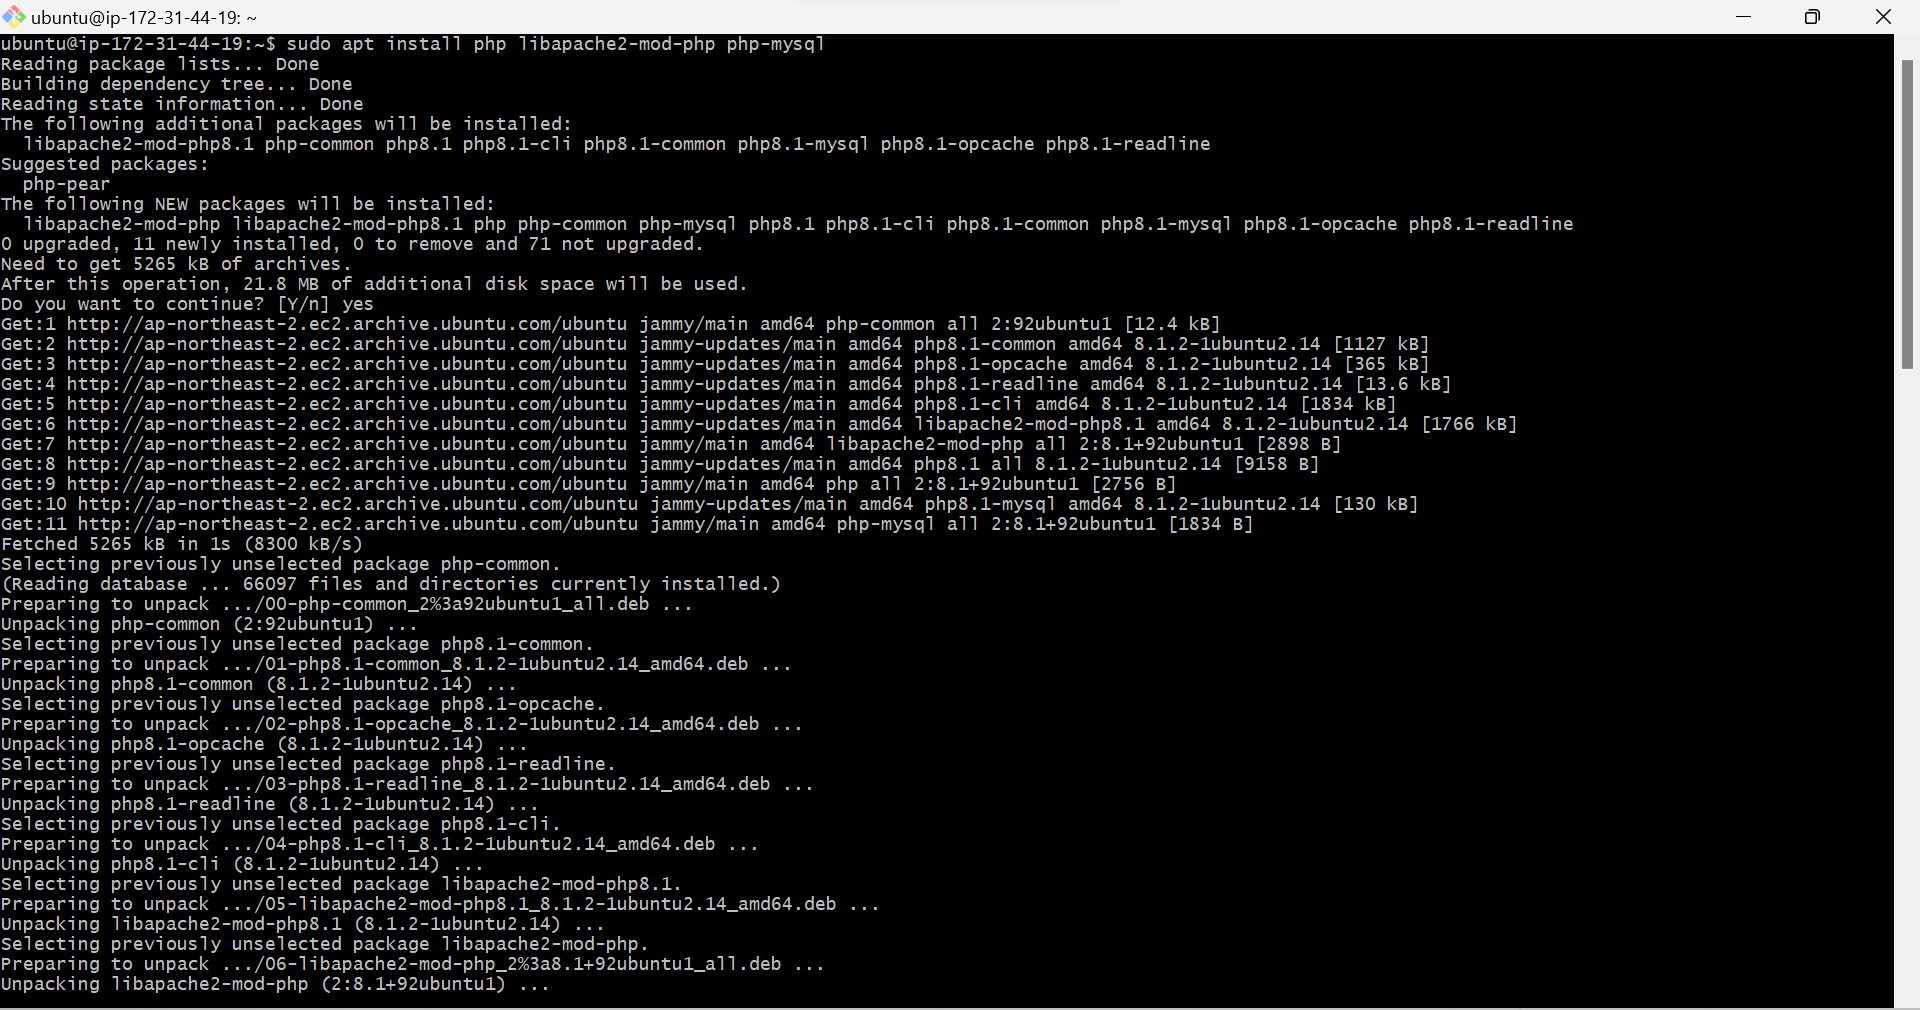 ubuntu@ip-172-31-44-19: ~
ubuntu@ip-172-31-44-19:~$ sudo apt install php libapache2-mod-php php-mysql
Reading package lists... Done
Building dependency tree... Done
Reading state information... Done
The following additional packages will be installed:
  libapache2-mod-php8.1 php-common php8.1 php8.1-cli php8.1-common php8.1-mysql php8.1-opcache php8.1-readline
Suggested packages:
  php-pear
The following NEW packages will be installed:
  libapache2-mod-php libapache2-mod-php8.1 php php-common php-mysql php8.1 php8.1-cli php8.1-common php8.1-mysql php8.1-opcache php8.1-readline
0 upgraded, 11 newly installed, 0 to remove and 71 not upgraded.
Need to get 5265 kB of archives.
After this operation, 21.8 MB of additional disk space will be used.
Do you want to continue? [Y/n] yes
Get:1 http://ap-northeast-2.ec2.archive.ubuntu.com/ubuntu jammy/main amd64 php-common all 2:92ubuntu1 [12.4 kB]
Get:2 http://ap-northeast-2.ec2.archive.ubuntu.com/ubuntu jammy-updates/main amd64 php8.1-common amd64 8.1.2-1ubuntu2.14 [1127 kB]
Get:3 http://ap-northeast-2.ec2.archive.ubuntu.com/ubuntu jammy-updates/main amd64 php8.1-opcache amd64 8.1.2-1ubuntu2.14 [365 kB]
Get:4 http://ap-northeast-2.ec2.archive.ubuntu.com/ubuntu jammy-updates/main amd64 php8.1-readline amd64 8.1.2-1ubuntu2.14 [13.6 kB]
Get:5 http://ap-northeast-2.ec2.archive.ubuntu.com/ubuntu jammy-updates/main amd64 php8.1-cli amd64 8.1.2-1ubuntu2.14 [1834 kB]
Get:6 http://ap-northeast-2.ec2.archive.ubuntu.com/ubuntu jammy-updates/main amd64 libapache2-mod-php8.1 amd64 8.1.2-1ubuntu2.14 [1766 kB]
Get:7 http://ap-northeast-2.ec2.archive.ubuntu.com/ubuntu jammy/main amd64 libapache2-mod-php all 2:8.1+92ubuntu1 [2898 B]
Get:8 http://ap-northeast-2.ec2.archive.ubuntu.com/ubuntu jammy-updates/main amd64 php8.1 all 8.1.2-1ubuntu2.14 [9158 B]
Get:9 http://ap-northeast-2.ec2.archive.ubuntu.com/ubuntu jammy/main amd64 php all 2:8.1+92ubuntu1 [2756 B]
Get:10 http://ap-northeast-2.ec2.archive.ubuntu.com/ubuntu jammy-updates/main amd64 php8.1-mysql amd64 8.1.2-1ubuntu2.14 [130 kB]
Get:11 http://ap-northeast-2.ec2.archive.ubuntu.com/ubuntu jammy/main amd64 php-mysql all 2:8.1+92ubuntu1 [1834 B]
Fetched 5265 kB in 1s (8300 kB/s)
Selecting previously unselected package php-common.
(Reading database ... 66097 files and directories currently installed.)
Preparing to unpack .../00-php-common_2%3a92ubuntu1_all.deb ...
Unpacking php-common (2:92ubuntu1) ...
Selecting previously unselected package php8.1-common.
Preparing to unpack .../01-php8.1-common_8.1.2-1ubuntu2.14_amd64.deb ...
Unpacking php8.1-common (8.1.2-1ubuntu2.14) ...
Selecting previously unselected package php8.1-opcache.
Preparing to unpack .../02-php8.1-opcache_8.1.2-1ubuntu2.14_amd64.deb ...
Unpacking php8.1-opcache (8.1.2-1ubuntu2.14) ...
Selecting previously unselected package php8.1-readline.
Preparing to unpack .../03-php8.1-readline_8.1.2-1ubuntu2.14_amd64.deb ...
Unpacking php8.1-readline (8.1.2-1ubuntu2.14) ...
Selecting previously unselected package php8.1-cli.
Preparing to unpack .../04-php8.1-cli_8.1.2-1ubuntu2.14_amd64.deb ...
Unpacking php8.1-cli (8.1.2-1ubuntu2.14) ...
Selecting previously unselected package libapache2-mod-php8.1.
Preparing to unpack .../05-libapache2-mod-php8.1_8.1.2-1ubuntu2.14_amd64.deb ...
Unpacking libapache2-mod-php8.1 (8.1.2-1ubuntu2.14) ...
Selecting previously unselected package libapache2-mod-php.
Preparing to unpack .../06-libapache2-mod-php_2%3a8.1+92ubuntu1_all.deb ...
Unpacking libapache2-mod-php (2:8.1+92ubuntu1) ...